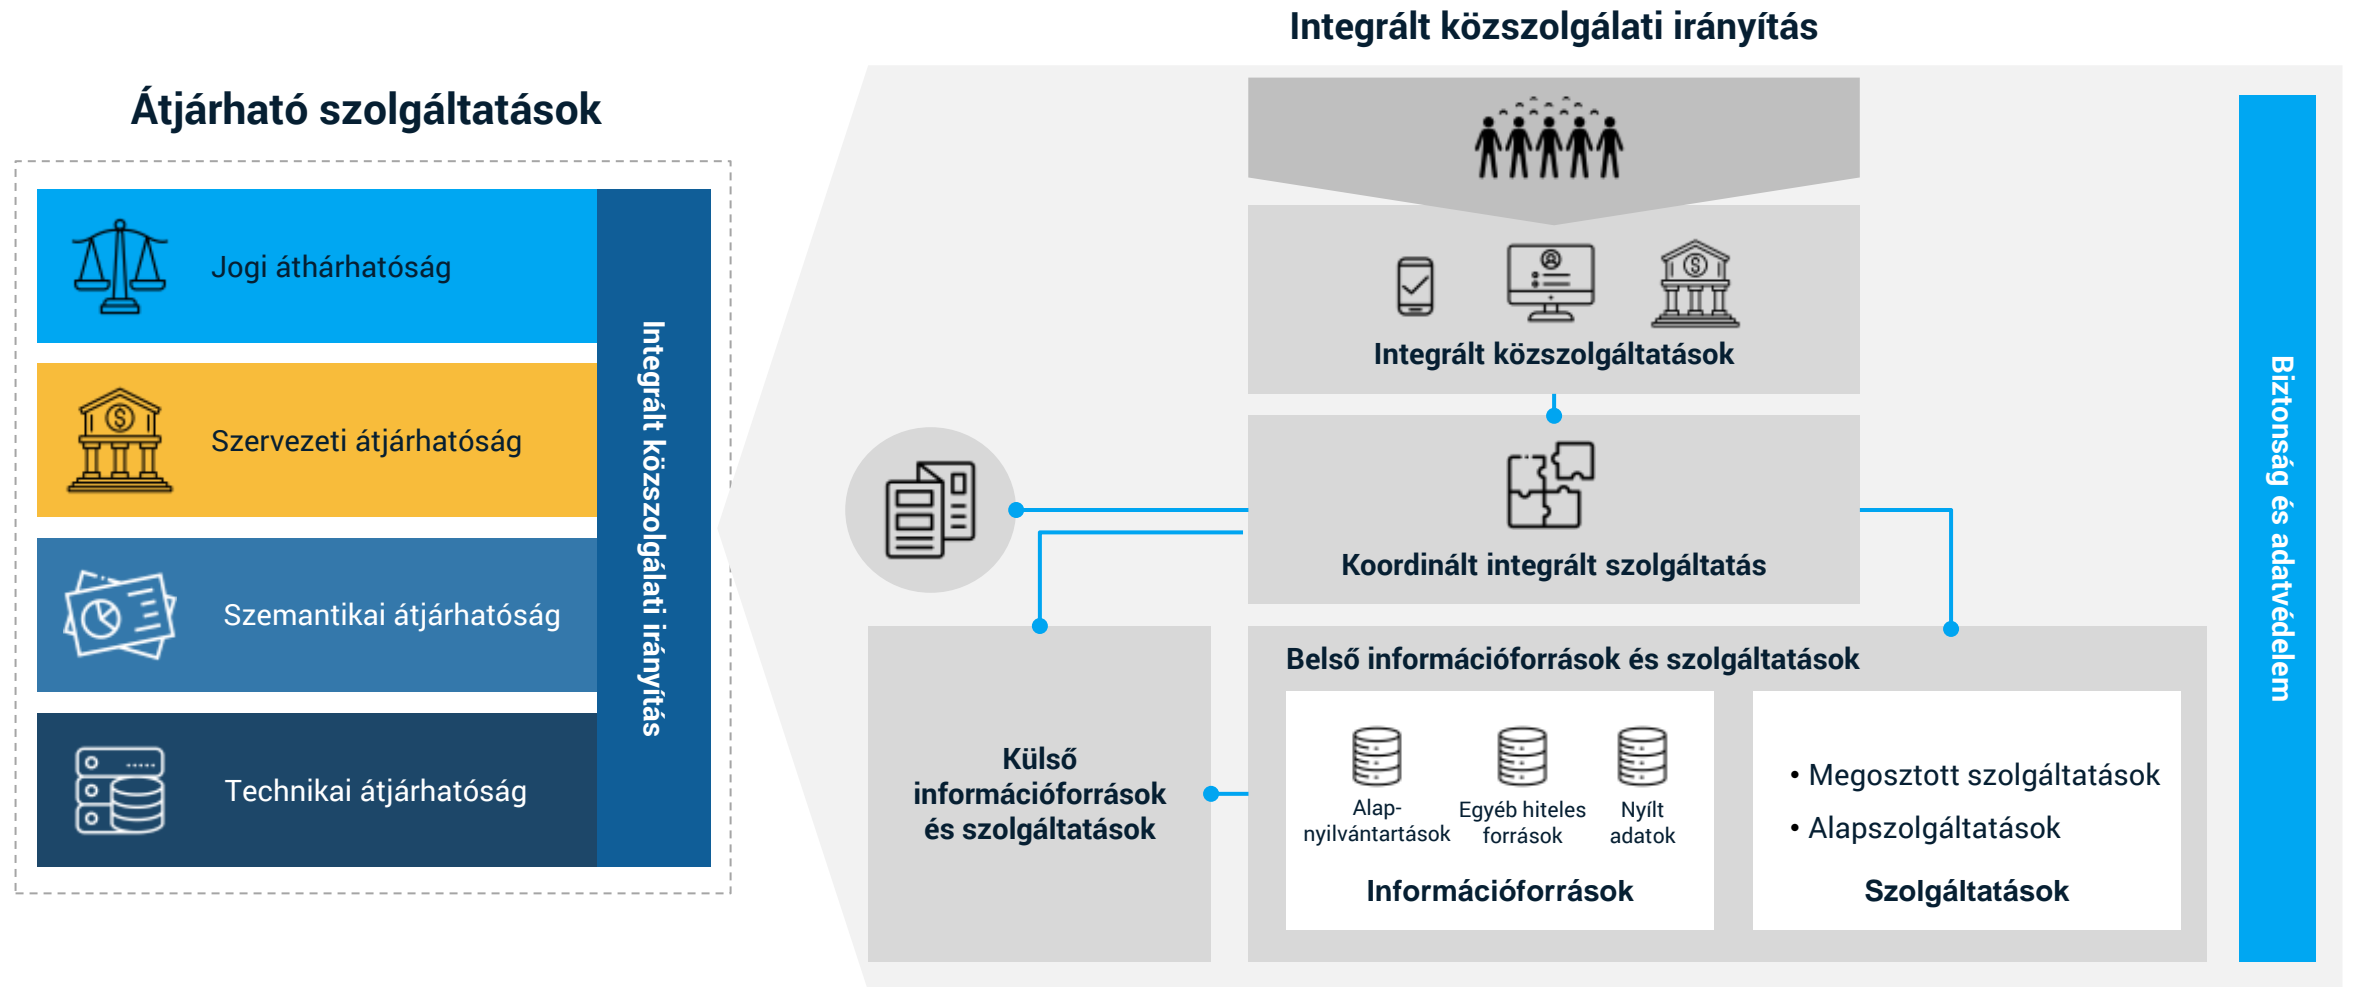 Integrált közszolgálati irányítás
Átjárható szolgáltatások
Jogi áthárhatóság
Szervezeti átjárhatóság
Szemantikai átjárhatóság
Technikai átjárhatóság
Integrált közszolgálati irányítás
Integrált közszolgáltatások
Koordinált integrált szolgáltatás
Külső
információforrások
és szolgáltatások
Belső információforrások és szolgáltatások
Alap-
nyilvántartások
Egyéb hiteles
források
Nyílt
adatok
Információforrások
• Megosztott szolgáltatások
• Alapszolgáltatások
Szolgáltatások
Biztonság és adatvédelem